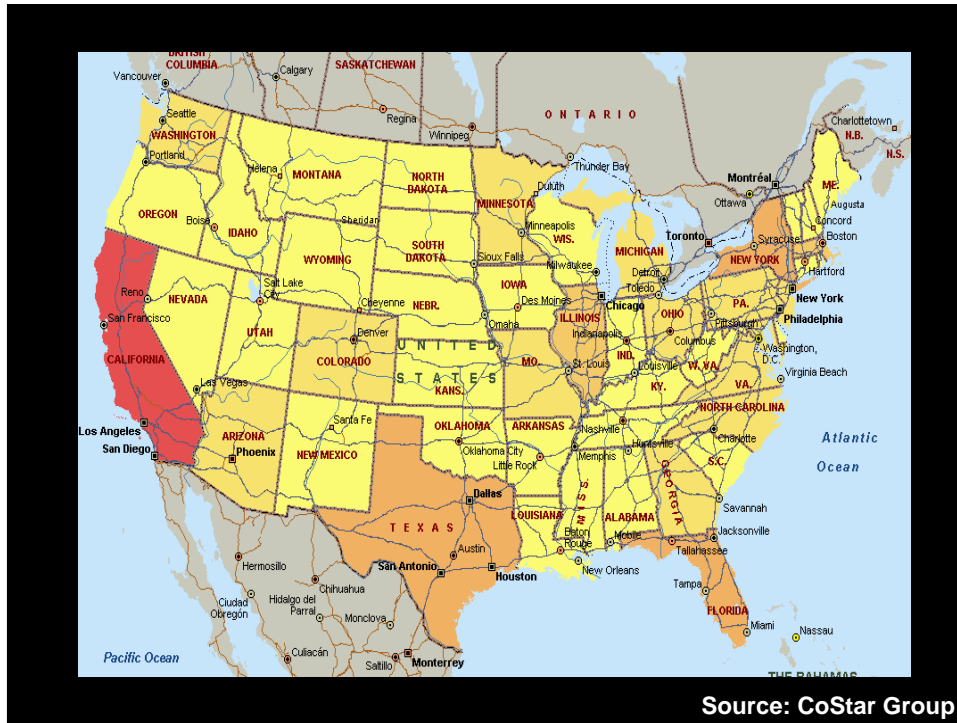 BRITISH
COLUMBIA
SASKATCHEWAN
Calgary
Vancouver
Regina
Winnipeg
O N T A R I O
Charlottetown
N.B.
N.S.
Seattle
WASHINGTON
Portland
Helena
MONTANA
NORTH
DAKOTA
MINNESOTA
Duluth
Thunder Bay
Montréal
Ottawa
ME.
Augusta
Concord
Boston
OREGON
Boise
IDAHO
Sheridan
WYOMING
SOUTH
DAKOTA
Sioux Falls
Minneapolis
WIS.
Milwaukee
MICHIGAN
Toronto
Syracuse
NEW YORK
Hartford
Detroit
Toledo
Reno
NEVADA
Salt Lake
City
Cheyenne
NEBR.
IOWA
Des Moines
Omaha
Chicago
New York
Philadelphia
San Francisco
CALIFORNIA
UTAH
Denver
COLORADO
U N I T E D
S T A T E S
KANS.
MO.
ILLINOIS
Indianapolis
St. Louis
IND.
OHIO
Columbus
PA.
Pittsburgh
Washington,
D.C.
Louisville
W. VA.
KY.
VA.
Virginia Beach
Las Vegas
Los Angeles
San Diego
ARIZONA
Phoenix
Santa Fe
NEW MEXICO
OKLAHOMA
Oklahoma City
ARKANSAS
Little Rock
Nashville
Memphis
Huntsville
NORTH CAROLINA
Charlotte
S.C.
Atlantic
Ocean
T E X A S
Dallas
Austin
San Antonio
Houston
LOUISIANA
Baton
Rouge
New Orleans
MISS.
ALABAMA
Mobile
GEORGIA
Savannah
Jacksonville
Tallahassee
Tampa
FLORIDA
Miami
Nassau
THE BAHAMAS
Hermosillo
Chihuahua
Ciudad
Obregón
Hidalgo del
Parral
Monclova
Culiacán
Saltillo
Monterrey
Pacific Ocean
Source: CoStar Group